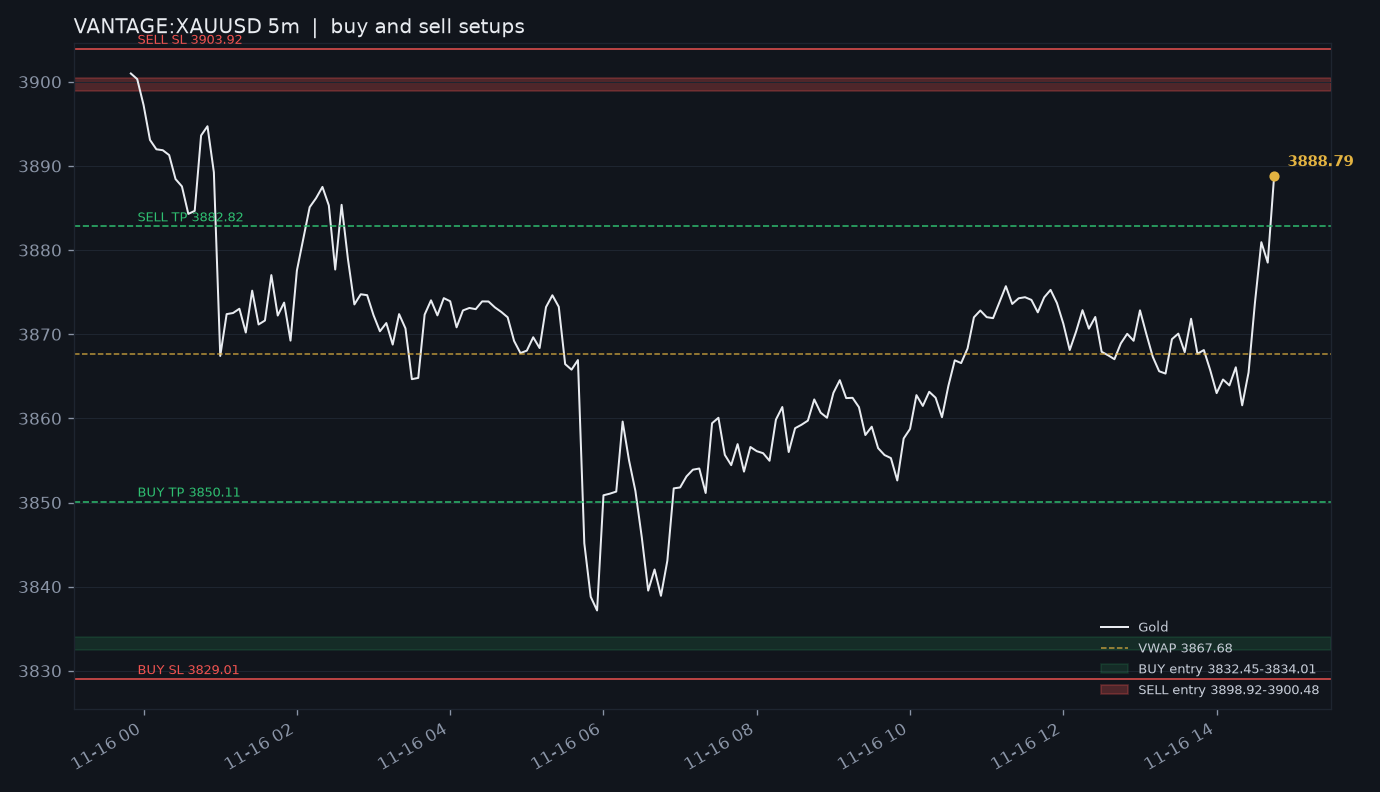 VANTAGE:XAUUSD 5m | buy and sell setups
SELL SL 3903.92
3900
3890
3888.79
SELL TP 3882.82
3880
3870
3860
BUY TP 3850.11
3850
3840
3830
BUY SL 3829.01
Gold
VWAP 3867.68
BUY entry 3832.45-3834.01
SELL entry 3898.92-3900.48
11-16 00
11-16 02
11-16 04
11-16 06
11-16 08
11-16 10
11-16 12
11-16 14